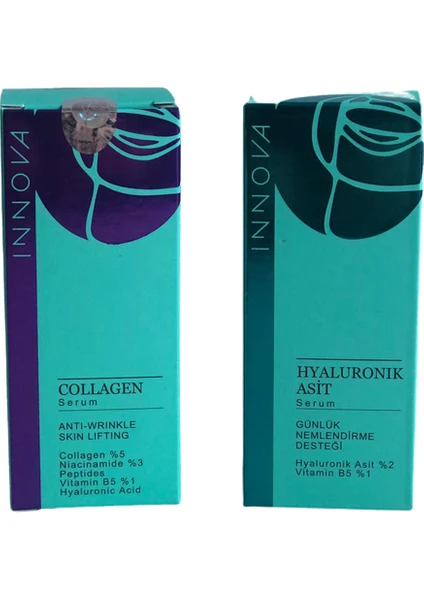 INNOVA
COLLAGEN
Serum
ANTI-WRINKLE
SKIN LIFTING
Collagen %5
Niacinamide %3
Peptides
Vitamin B5 %1
Hyaluronic Acid
INNOVA
HYALURONIK
ASİT
Serum
GÜNLÜK
NEMLENDİRME
DESTEĞİ
Hyaluronik Asit %2
Vitamin B5 %1